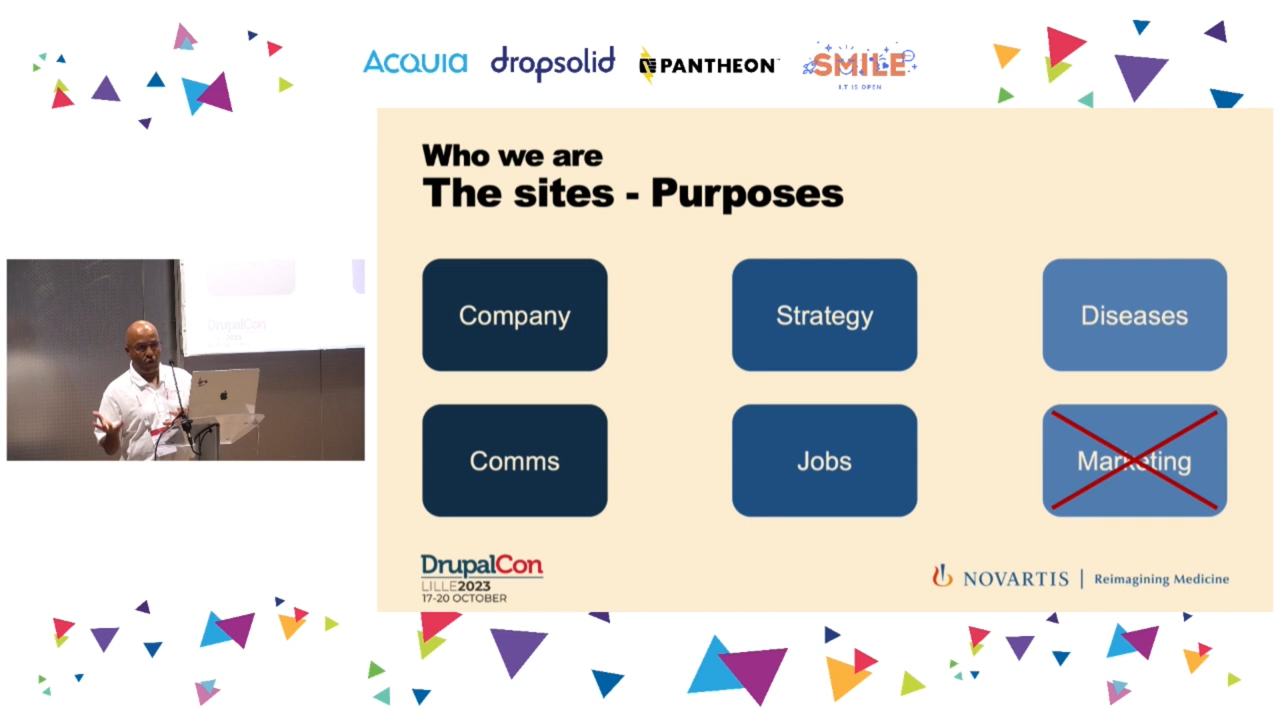 ACQUIA
dropsolid
PANTHEON
SMILE
I.T IS OPEN
Who we are
The sites - Purposes
Company
Strategy
Diseases
Comms
Jobs
Marketing
DrupalCon
LILLE2023
17-20 OCTOBER
NOVARTIS | Reimagining Medicine
DrupalCon